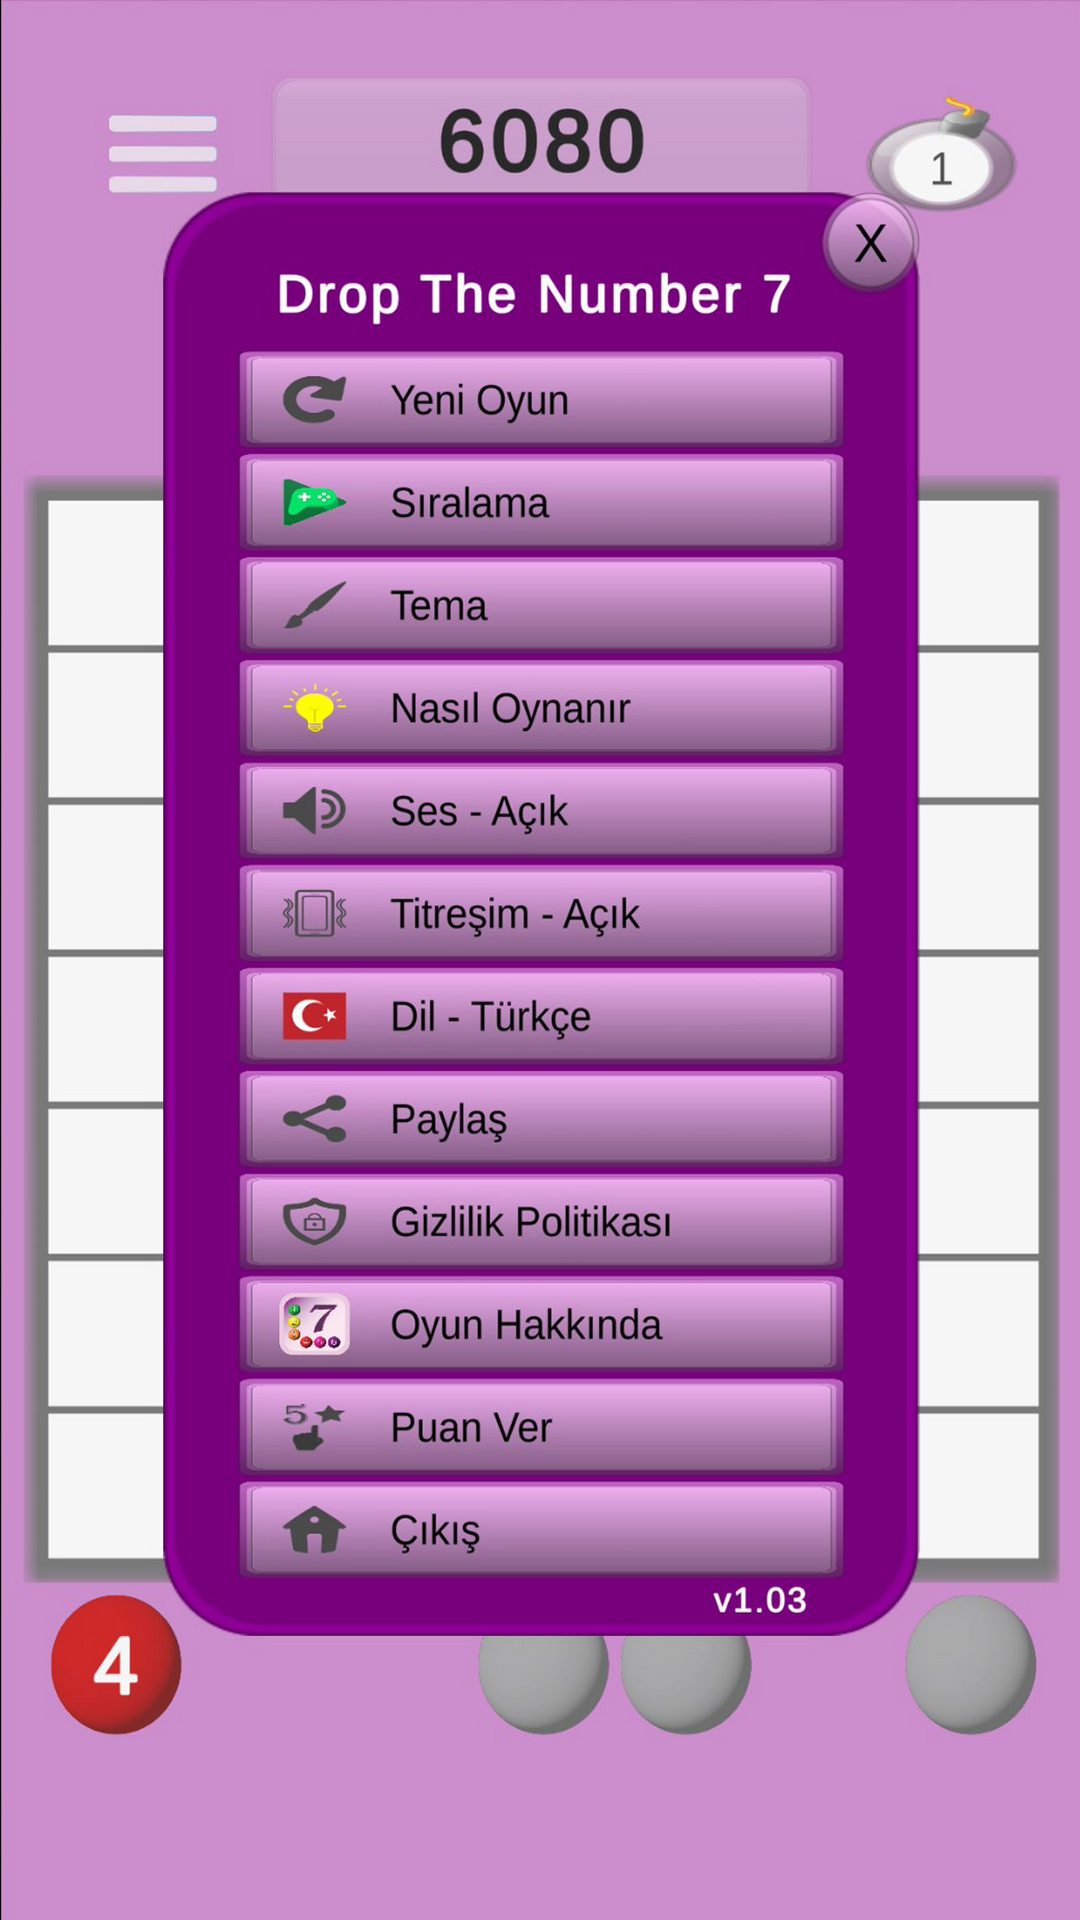 6080
1
X
Drop The Number 7
Yeni Oyun
Sıralama
Tema
Nasıl Oynanır
Ses - Açık
Titreşim - Açık
Dil - Türkçe
Paylaş
Gizlilik Politikası
7
Oyun Hakkında
5
Puan Ver
Çıkış
v1.03
4